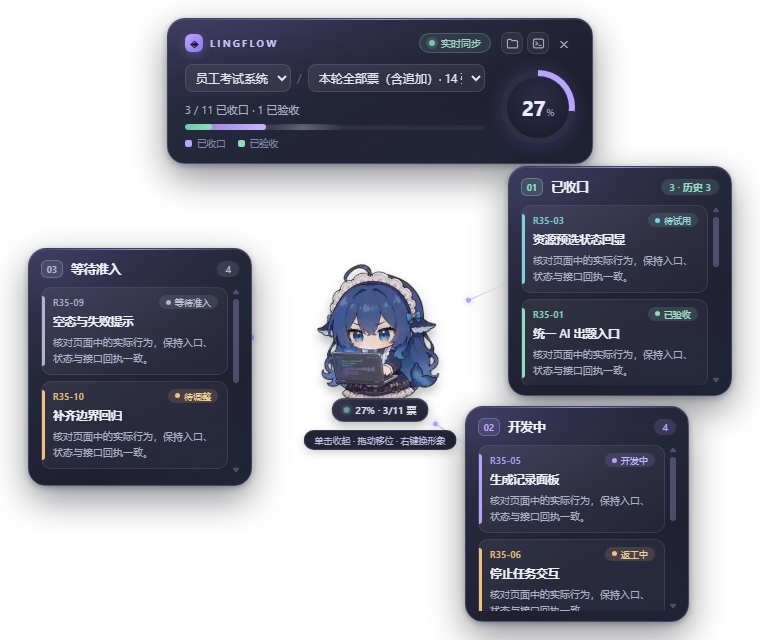 LINGFLOW
实时同步
员工考试系统
/
本轮全部票（含追加）· 14
3 / 11 已收口 · 1 已验收
已收口
已验收
27%
01
已收口
3 · 历史 3
R35-03
待试用
资源预选状态回显
核对页面中的实际行为，保持入口、
状态与接口回执一致。
R35-01
已验收
统一 AI 出题入口
核对页面中的实际行为，保持入口、
状态与接口回执一致。
03
等待准入
4
R35-09
等待准入
空态与失败提示
核对页面中的实际行为，保持入口、
状态与接口回执一致。
R35-10
待调整
补齐边界回归
核对页面中的实际行为，保持入口、
状态与接口回执一致。
27% · 3/11 票
单击收起 · 拖动移位 · 右键换形象
02
开发中
4
R35-05
开发中
生成记录面板
核对页面中的实际行为，保持入口、
状态与接口回执一致。
R35-06
返工中
停止任务交互
核对页面中的实际行为，保持入口、
状态与接口回执一致。